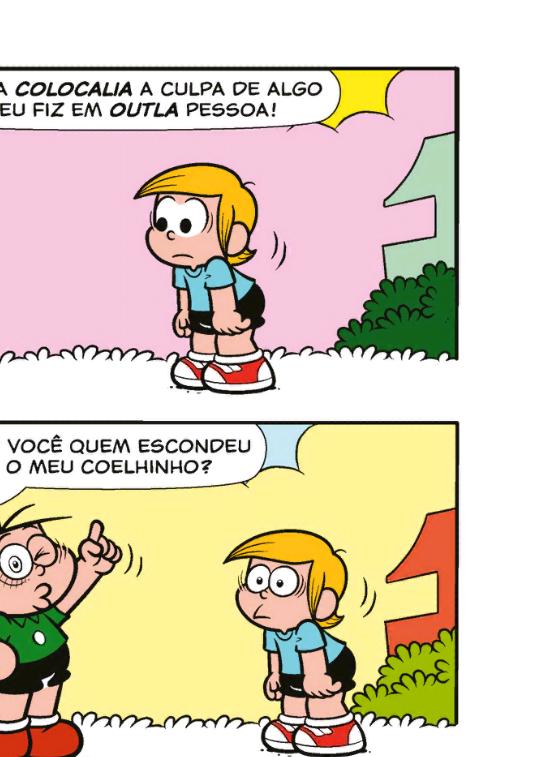 A COLOCALIA A CULPA DE ALGO
EU FIZ EM OUTLA PESSOA!
VOCÊ QUEM ESCONDEU
O MEU COELHINHO?